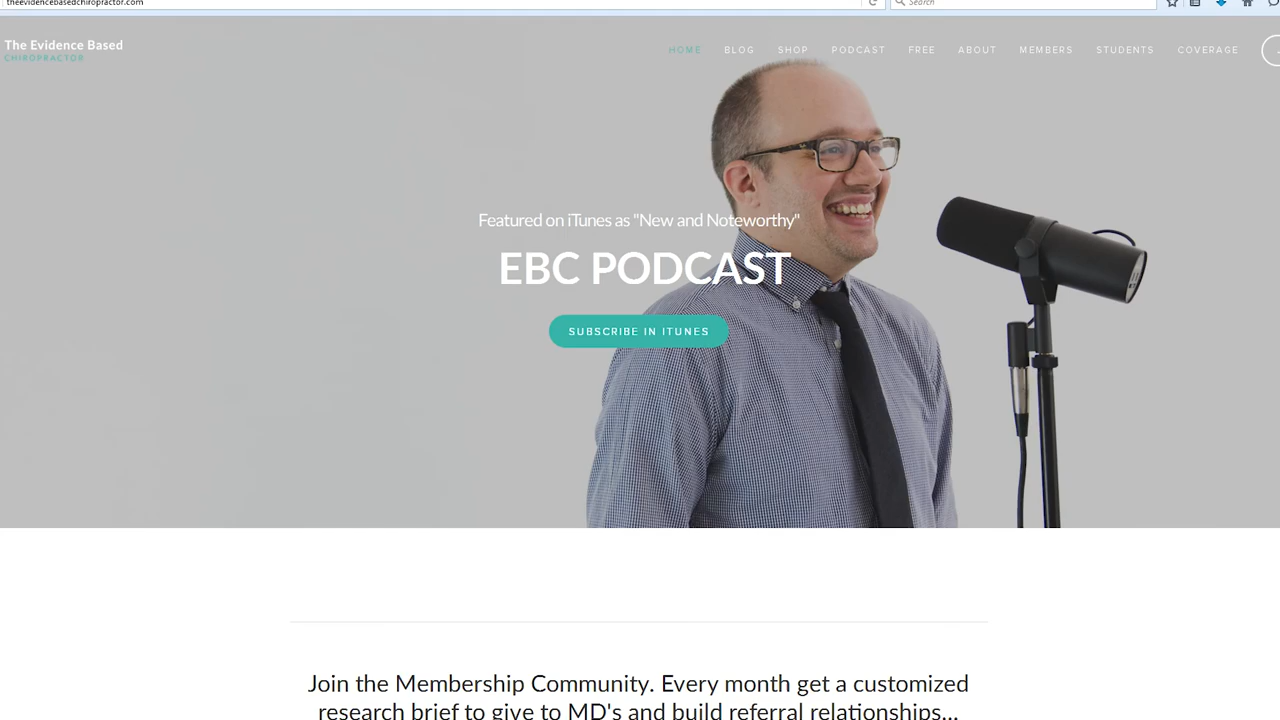 theevidencebasedchiropractor.com
Search
The Evidence Based
CHIROPRACTOR
HOME BLOG SHOP PODCAST FREE ABOUT MEMBERS STUDENTS COVERAGE
Featured on iTunes as "New and Noteworthy"
EBC PODCAST
SUBSCRIBE IN ITUNES
Join the Membership Community. Every month get a customized
research brief to give to MD's and build referral relationships...